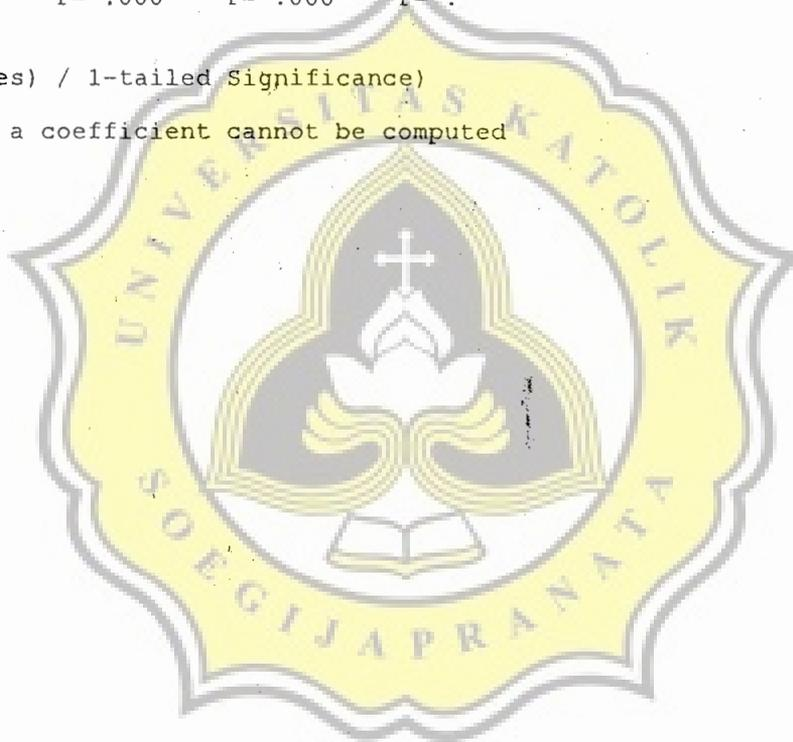 es) / 1-tailed Significance)
a coefficient cannot be computed
UNIVERSITAS KATOLIK
SOEGIJAPRANATA